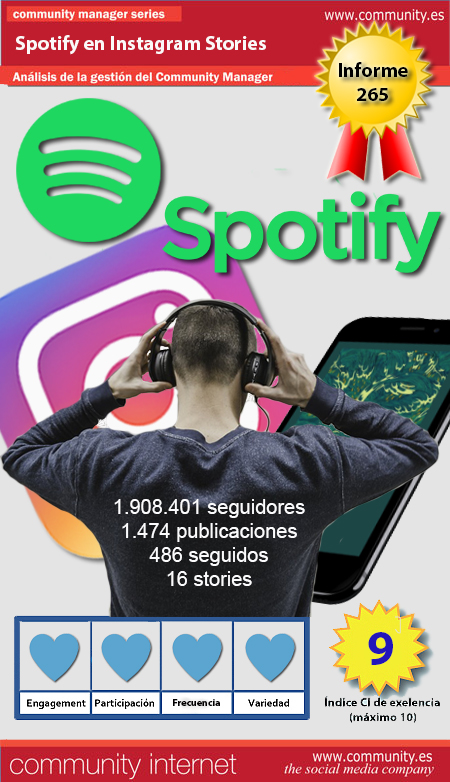 community manager series
www.community.es
Spotify en Instagram Stories
Análisis de la gestión del Community Manager
Informe
265
Spotify
1.908.401 seguidores
1.474 publicaciones
486 seguidos
16 stories
Engagement Participación Frecuencia Variedad
9
Índice CI de exelencia
(máximo 10)
community internet
www.community.es
the social media company